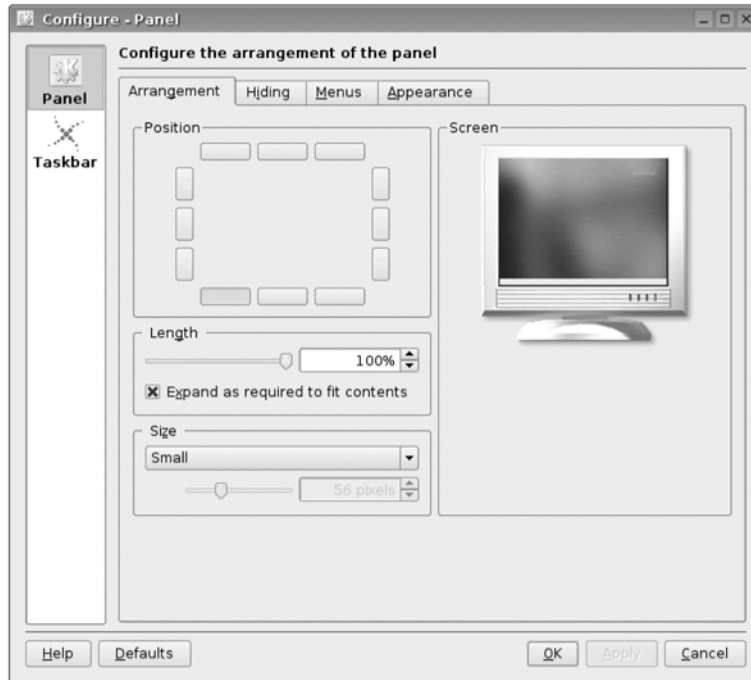 Configure - Panel
Panel
Taskbar
Configure the arrangement of the panel
Arrangement
Hiding
Menus
Appearance
Position
Screen
Length
100%
Expand as required to fit contents
Size
Small
56 pixels
Help
Defaults
OK
Apply
Cancel